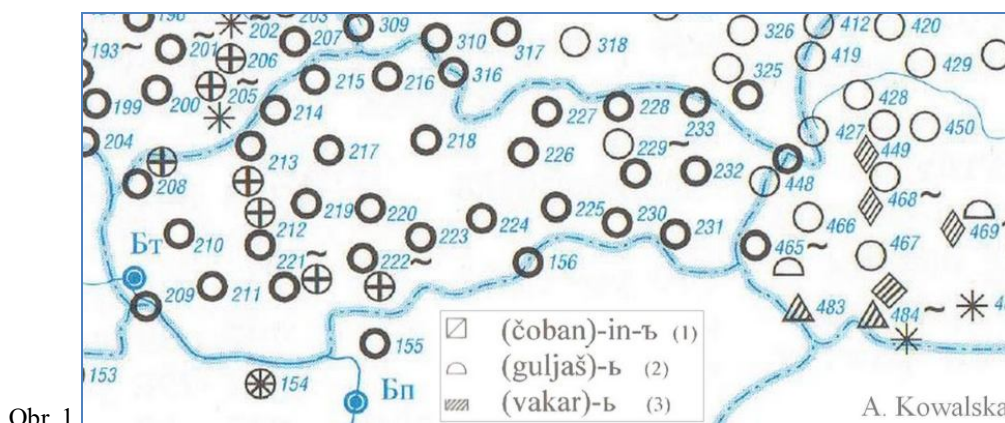 198 202 203 309 412 420
193~ 201~ 207 310 317 318 326 419
206 215 216 316 325 429
199 200 205~ 214 227 228 233 428
204 213 217 218 226 229~ 427 449 450
208 232 448 468~
212 219 220 224 225 230 231 466 469~
210 221~ 222~ 223 156 465~ 467
Бт
209 211 483 484~
155 (čoban)-in-ъ (1)
153 154 (guljaš)-ь (2)
Бп (vakar)-ь (3)
Obr. 1 A. Kowalska